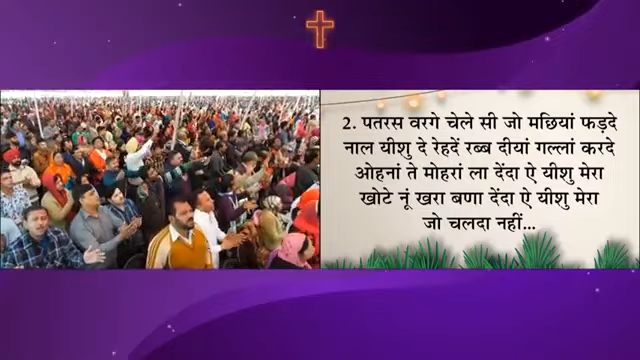 2. पतरस वरगे चेले सी जो मछियां फड़दे
नाल यीशु दे रेहदें रब्ब दीयां गल्लां करदे
ओहनां ते मोहरां ला देंदा ऐ यीशु मेरा
खोटे नूं खरा बणा देंदा ऐ यीशु मेरा
जो चलदा नहीं...